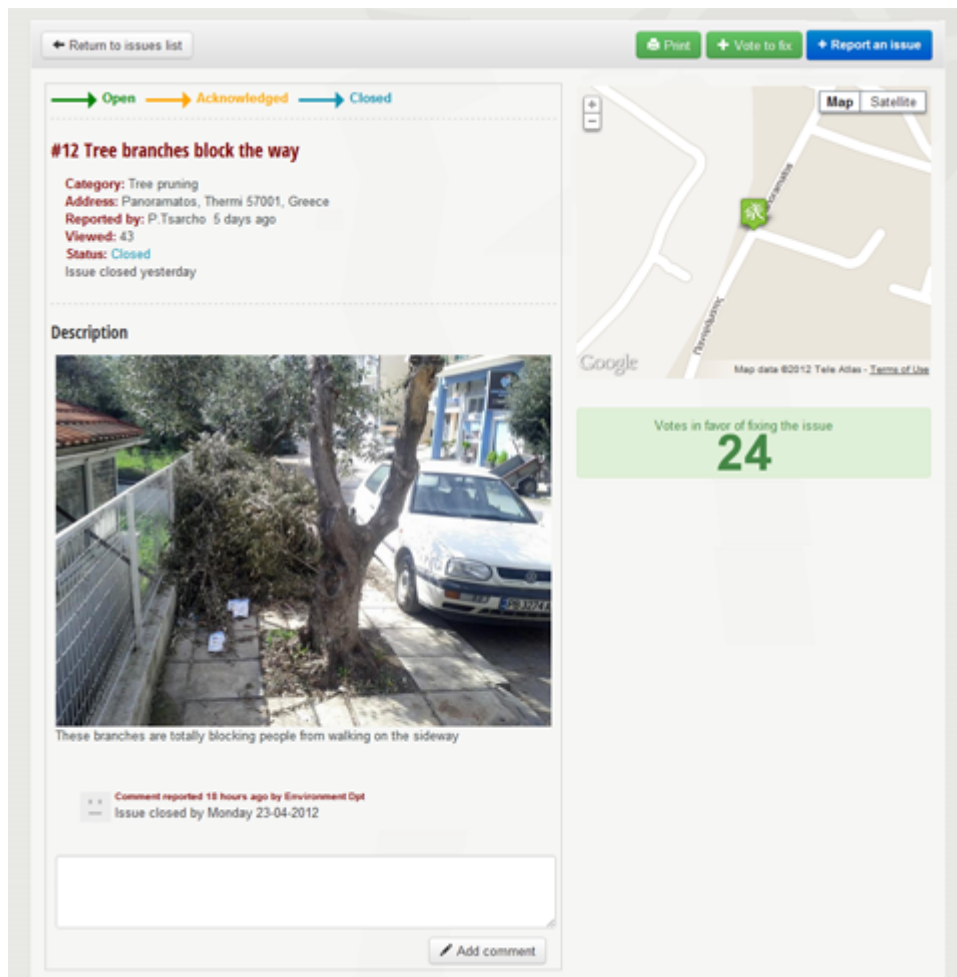 Return to issues list
Print
Vote to fix
Report an issue
Open
Acknowledged
Closed
Map
Satellite
#12 Tree branches block the way
Category: Tree pruning
Address: Panoramatos, Thermi 57001, Greece
Reported by: P.Tsarcho 5 days ago
Viewed: 43
Status: Closed
Issue closed yesterday
Πανοράματος
Google
Map data ©2012 Tele Atlas - Terms of Use
Votes in favor of fixing the issue
24
Description
These branches are totally blocking people from walking on the sideway
Comment reported 18 hours ago by Environment Dpt
Issue closed by Monday 23-04-2012
Add comment